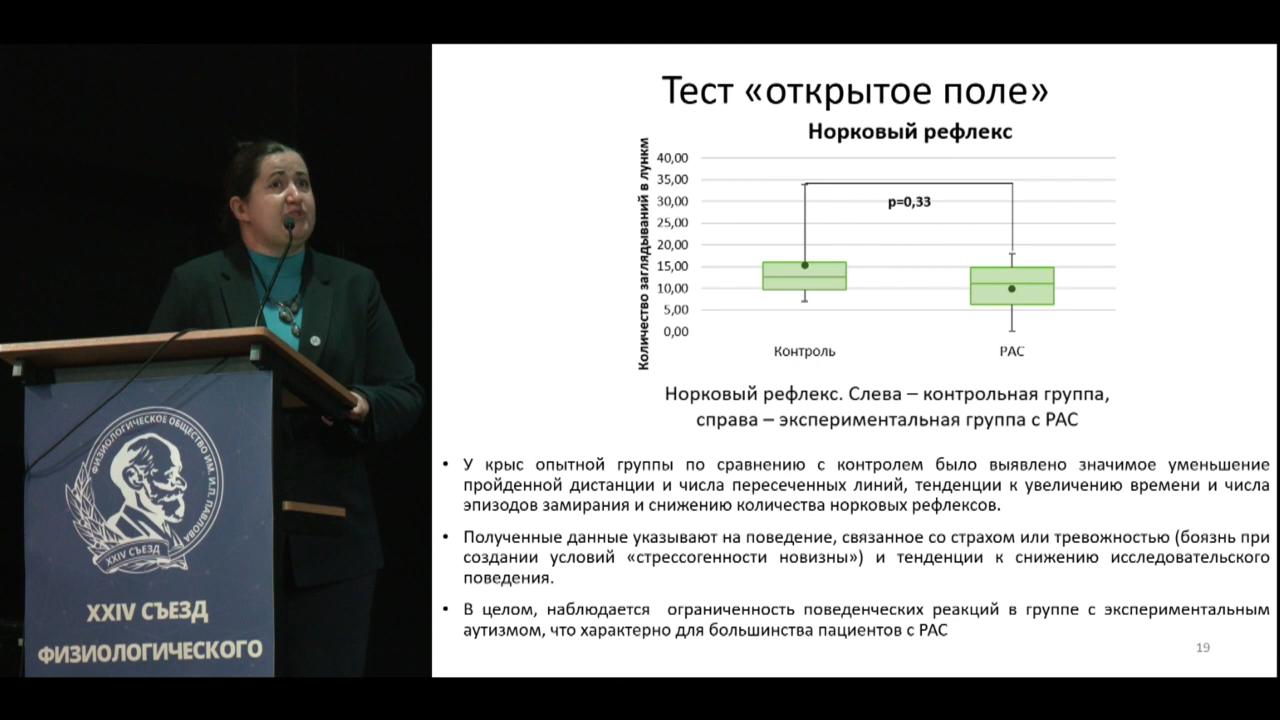 Тест «открытое поле»
Норковый рефлекс
Количество заглядываний в лункм
40,00
35,00
30,00
25,00
20,00
15,00
10,00
5,00
0,00
p=0,33
Контроль
РАС
Норковый рефлекс. Слева – контрольная группа,
справа – экспериментальная группа с РАС
• У крыс опытной группы по сравнению с контролем было выявлено значимое уменьшение
пройденной дистанции и числа пересеченных линий, тенденции к увеличению времени и числа
эпизодов замирания и снижению количества норковых рефлексов.
• Полученные данные указывают на поведение, связанное со страхом или тревожностью (боязнь при
создании условий «стрессогенности новизны») и тенденции к снижению исследовательского
поведения.
• В целом, наблюдается ограниченность поведенческих реакций в группе с экспериментальным
аутизмом, что характерно для большинства пациентов с РАС
19
ФИЗИОЛОГИЧЕСКОЕ ОБЩЕСТВО ИМ. И.П. ПАВЛОВА
XXIV СЪЕЗД
XXIV СЪЕЗД
ФИЗИОЛОГИЧЕСКОГО